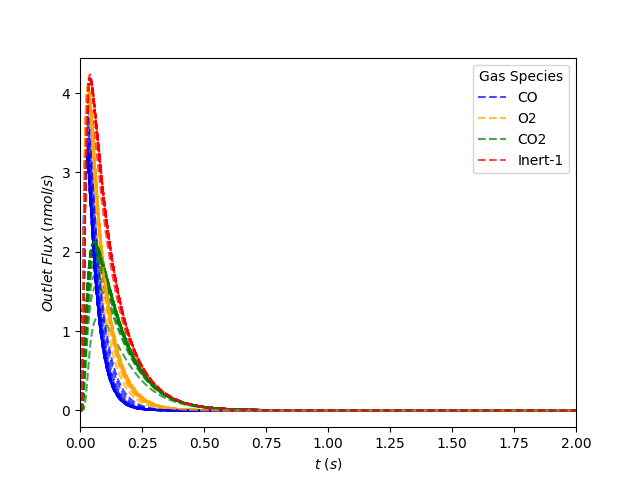 Gas Species
CO
O2
CO2
Inert-1
Outlet Flux (nmol/s)
4
3
2
1
0
0.00 0.25 0.50 0.75 1.00 1.25 1.50 1.75 2.00
t (s)